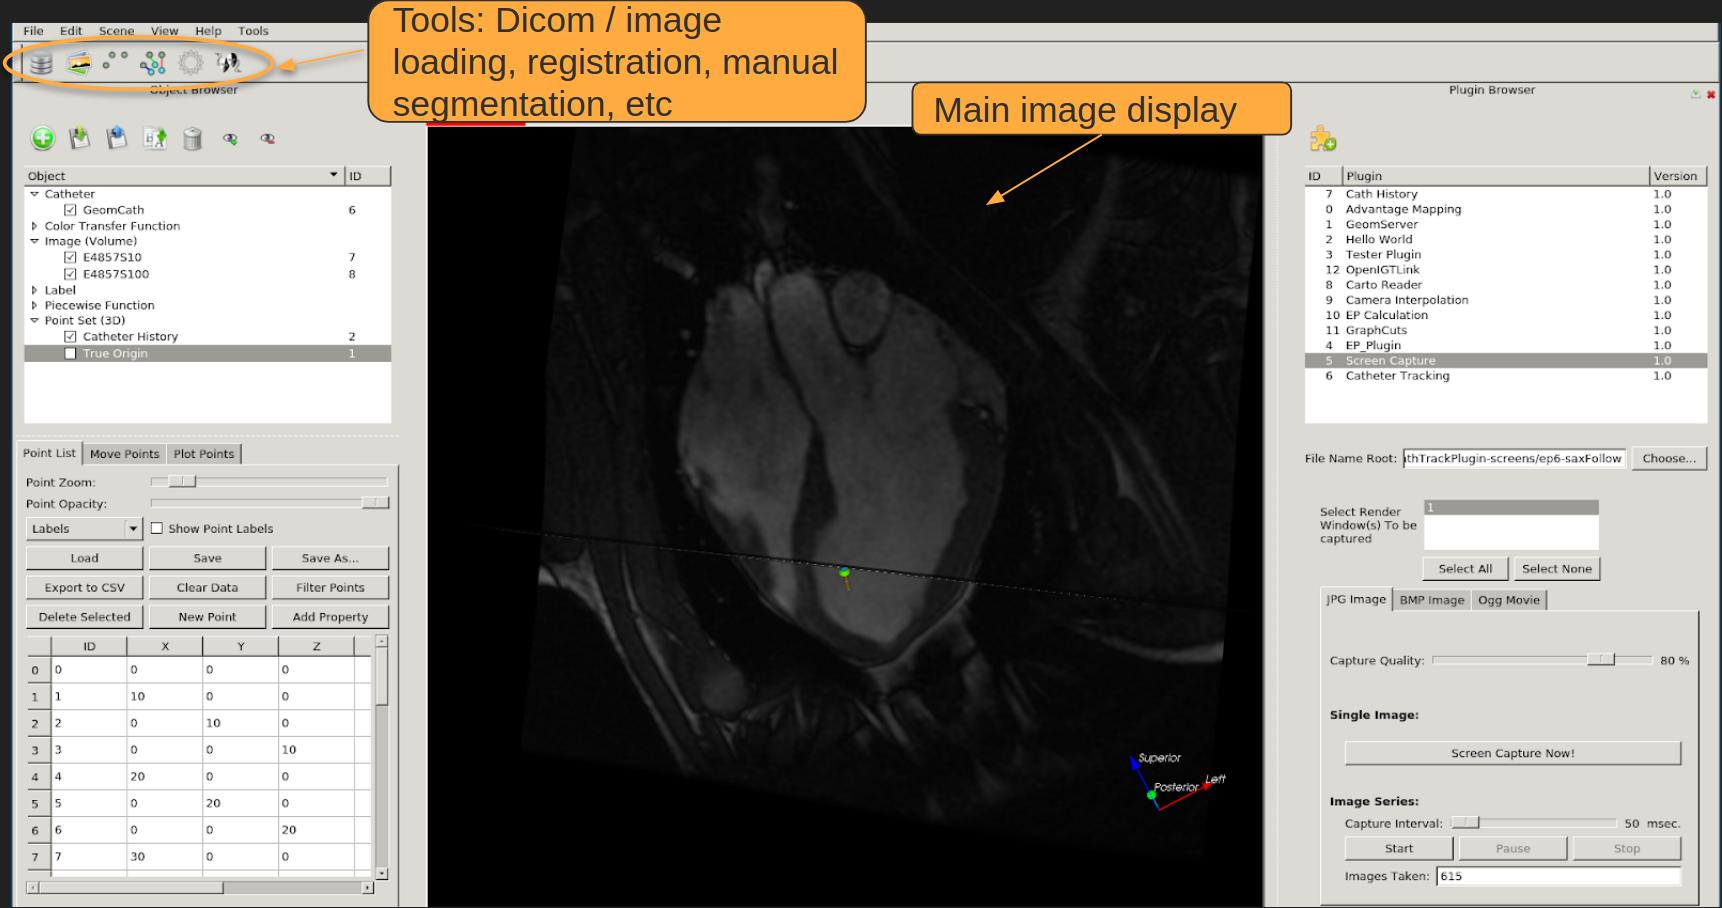 Tools: Dicom / image
loading, registration, manual
segmentation, etc
File Edit Scene View Help Tools
Object Browser
Main image display
Plugin Browser
Object ID
Catheter
GeomCath 6
Color Transfer Function
Image (Volume)
E4857S10 7
E4857S100 8
Label
Piecewise Function
Point Set (3D)
Catheter History 2
True Origin 1
Point List Move Points Plot Points
Point Zoom:
Point Opacity:
Labels Show Point Labels
Load Save Save As...
Export to CSV Clear Data Filter Points
Delete Selected New Point Add Property
ID X Y Z
0 0 0 0 0
1 1 10 0 0
2 2 0 10 0
3 3 0 0 10
4 4 20 0 0
5 5 0 20 0
6 6 0 0 20
7 7 30 0 0
Superior
Posterior
Left
ID Plugin Version
7 Cath History 1.0
0 Advantage Mapping 1.0
1 GeomServer 1.0
2 Hello World 1.0
3 Tester Plugin 1.0
12 OpenIGTLink 1.0
8 Carto Reader 1.0
9 Camera Interpolation 1.0
10 EP Calculation 1.0
11 GraphCuts 1.0
4 EP_Plugin 1.0
5 Screen Capture 1.0
6 Catheter Tracking 1.0
File Name Root: thTrackPlugin-screens/ep6-saxFollow Choose...
Select Render
Window(s) To be
captured
1
Select All Select None
JPG Image BMP Image Ogg Movie
Capture Quality: 80 %
Single Image:
Screen Capture Now!
Image Series:
Capture Interval: 50 msec.
Start Pause Stop
Images Taken: 615